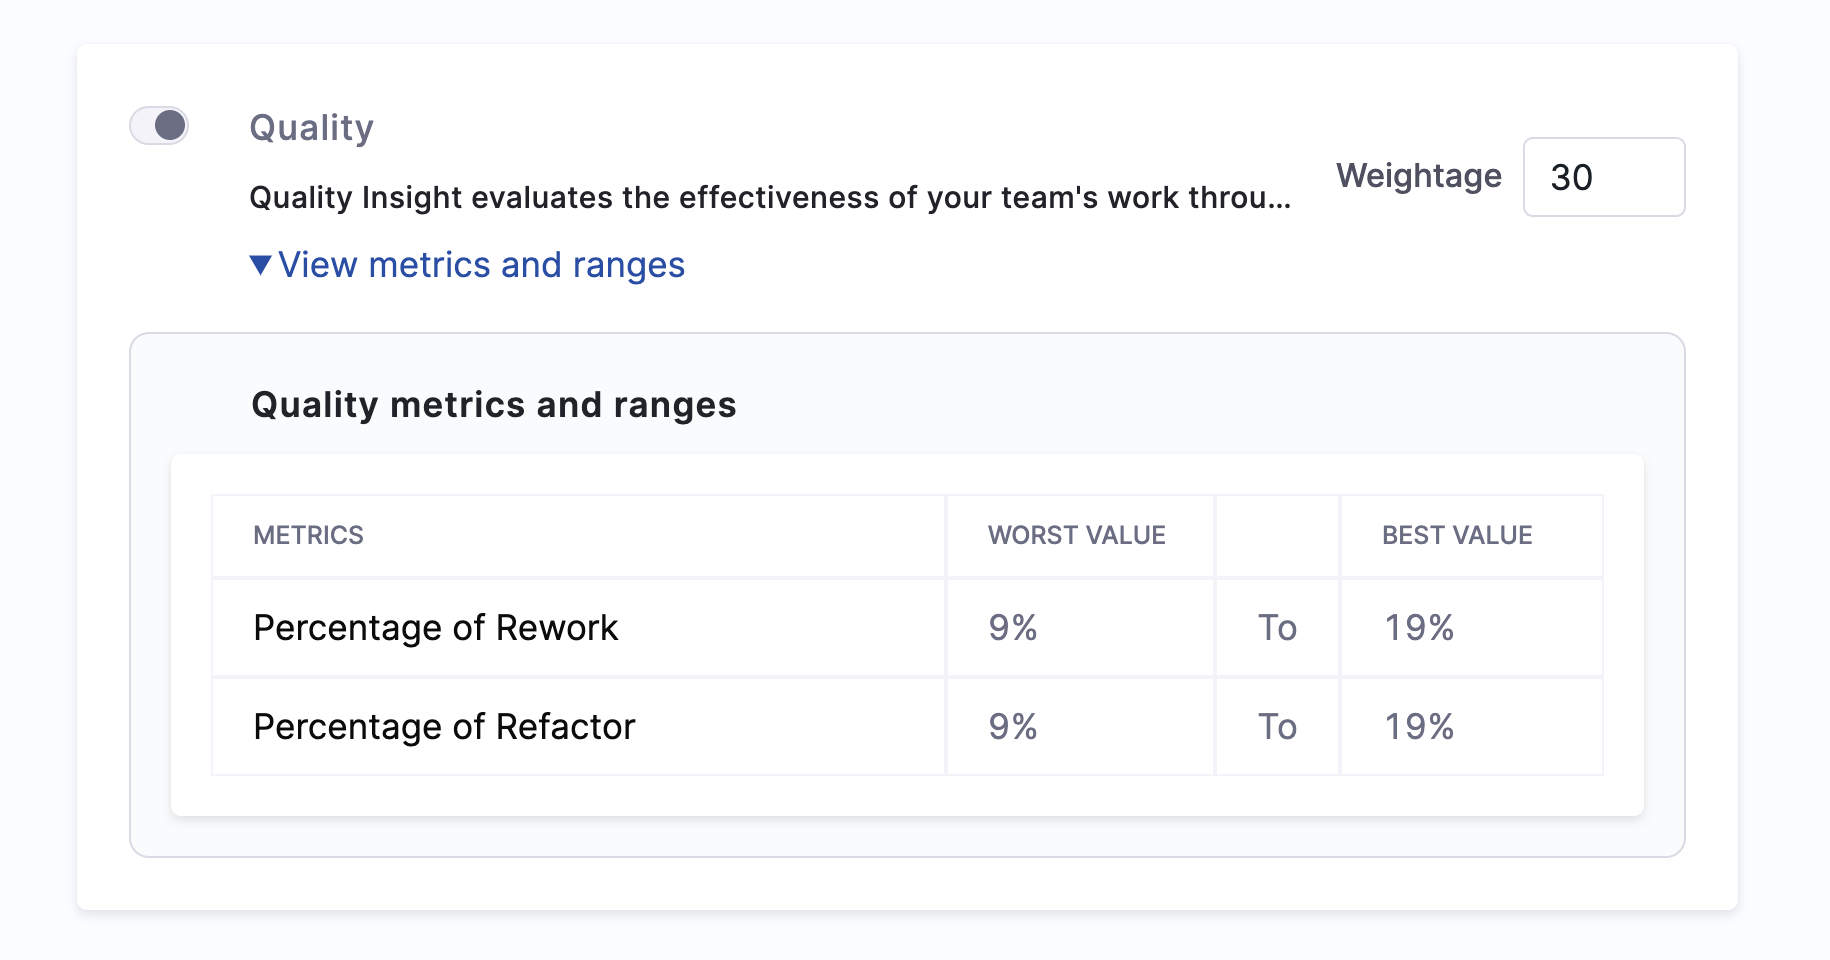 Quality
Quality Insight evaluates the effectiveness of your team's work throu...
Weightage 30
▼View metrics and ranges
Quality metrics and ranges
METRICS WORST VALUE BEST VALUE
Percentage of Rework 9% To 19%
Percentage of Refactor 9% To 19%